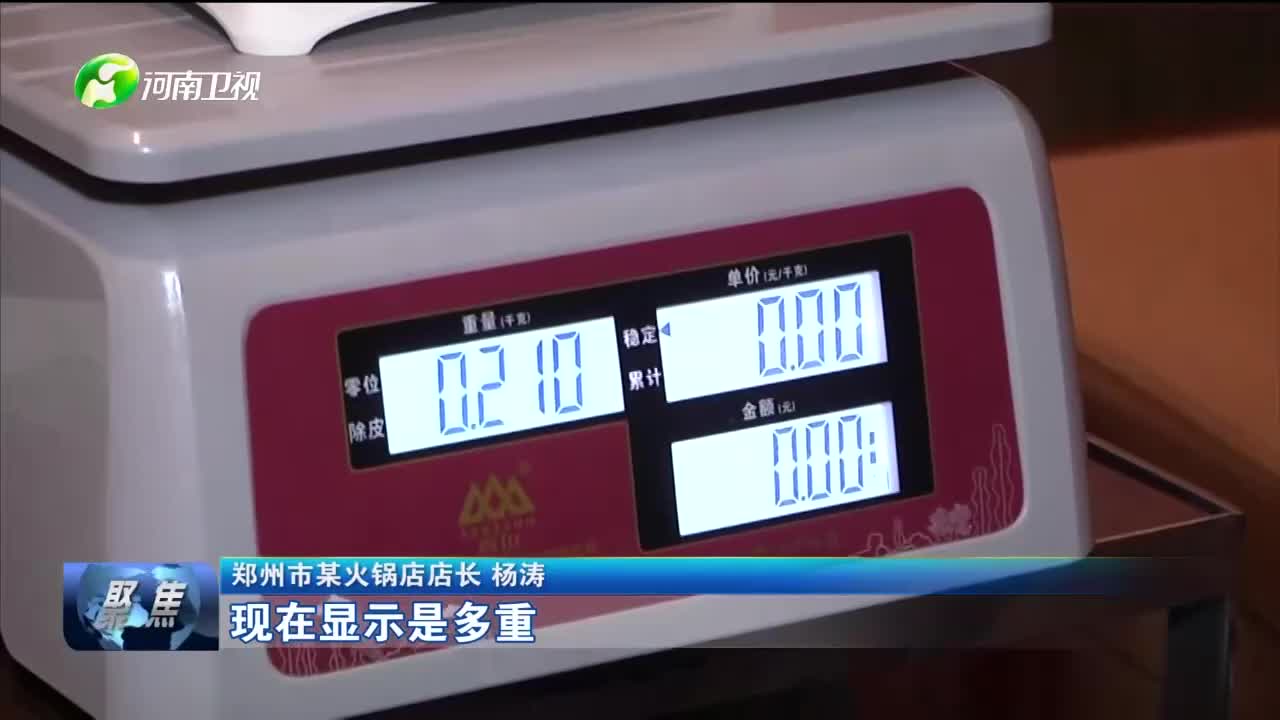 河南卫视
单价(元/千克)
重量(千克)
稳定
0.00
零位
0.210
累计
除皮
金额(元)
0.00
郑州市某火锅店店长 杨涛
聚焦
现在显示是多重